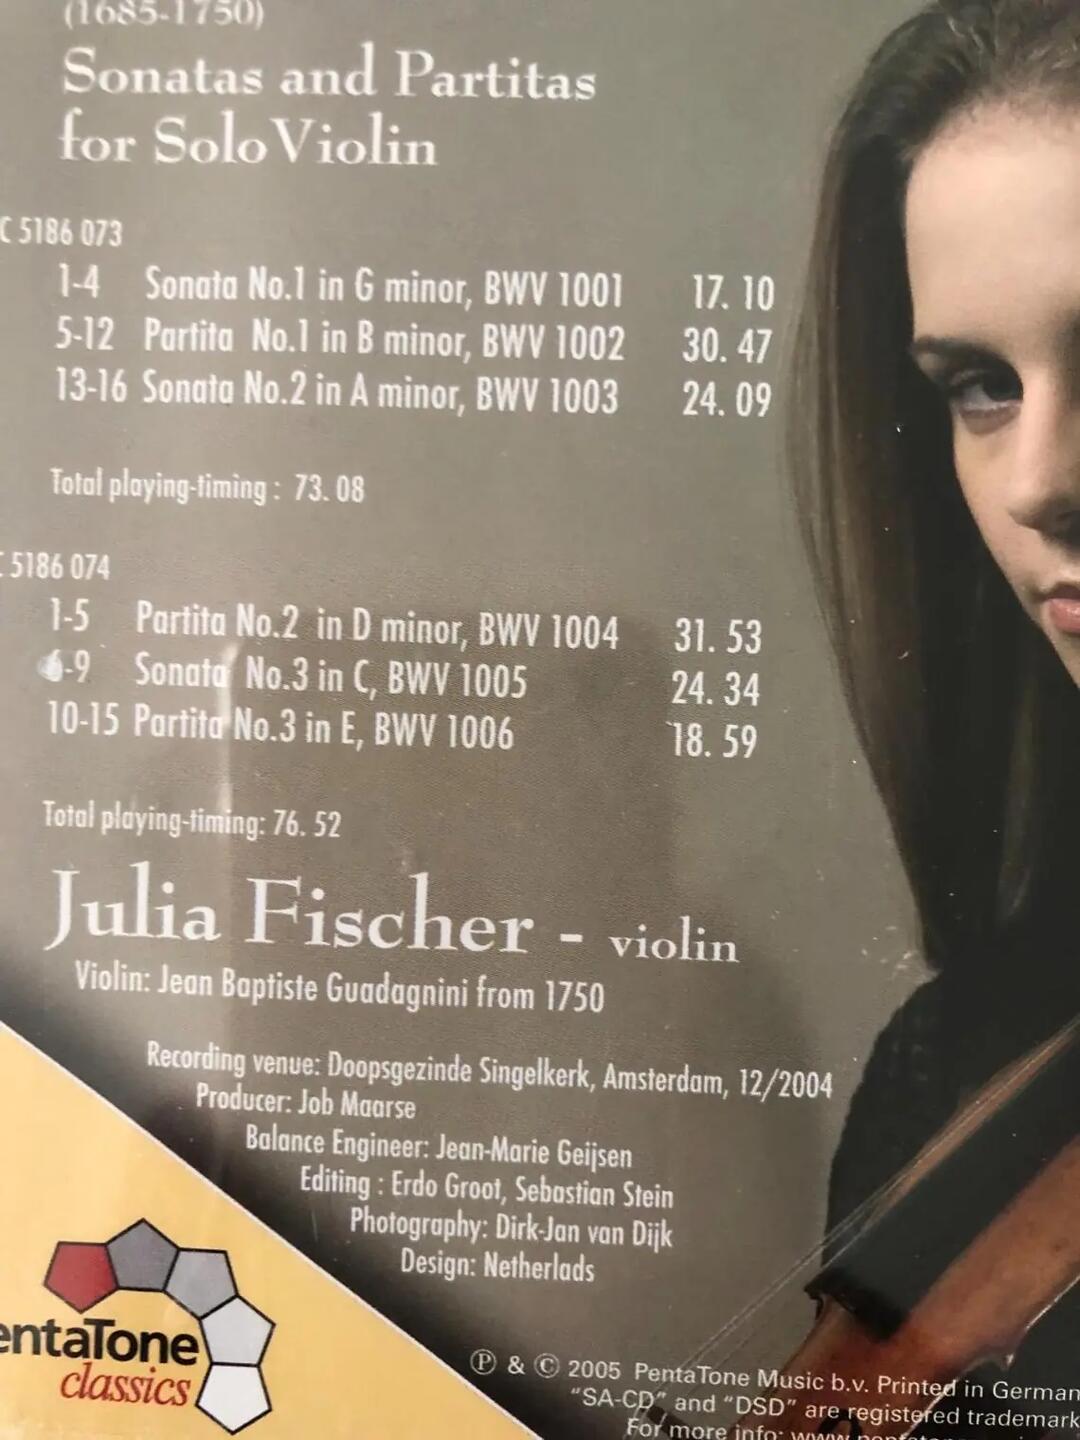 (1685-1750)
Sonatas and Partitas
for Solo Violin
C 5186 073
1-4 Sonata No.1 in G minor, BWV 1001 17. 10
5-12 Partita No.1 in B minor, BWV 1002 30. 47
13-16 Sonata No.2 in A minor, BWV 1003 24. 09
Total playing-timing : 73. 08
C 5186 074
1-5 Partita No.2 in D minor, BWV 1004 31. 53
6-9 Sonata No.3 in C, BWV 1005 24. 34
10-15 Partita No.3 in E, BWV 1006 18. 59
Total playing-timing: 76. 52
Julia Fischer - violin
Violin: Jean Baptiste Guadagnini from 1750
Recording venue: Doopsgezinde Singelkerk, Amsterdam, 12/2004
Producer: Job Maarse
Balance Engineer: Jean-Marie Geijsen
Editing : Erdo Groot, Sebastian Stein
Photography: Dirk-Jan van Dijk
Design: Netherlads
entaTone
classics
Ⓟ & © 2005 PentaTone Music b.v. Printed in German
"SA-CD" and "DSD" are registered trademark
For more info: www